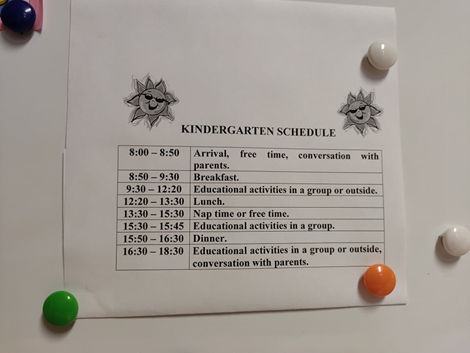 KINDERGARTEN SCHEDULE
8:00 – 8:50 Arrival, free time, conversation with
parents.
8:50 – 9:30 Breakfast.
9:30 – 12:20 Educational activities in a group or outside.
12:20 – 13:30 Lunch.
13:30 – 15:30 Nap time or free time.
15:30 – 15:45 Educational activities in a group.
15:50 – 16:30 Dinner.
16:30 – 18:30 Educational activities in a group or outside,
conversation with parents.